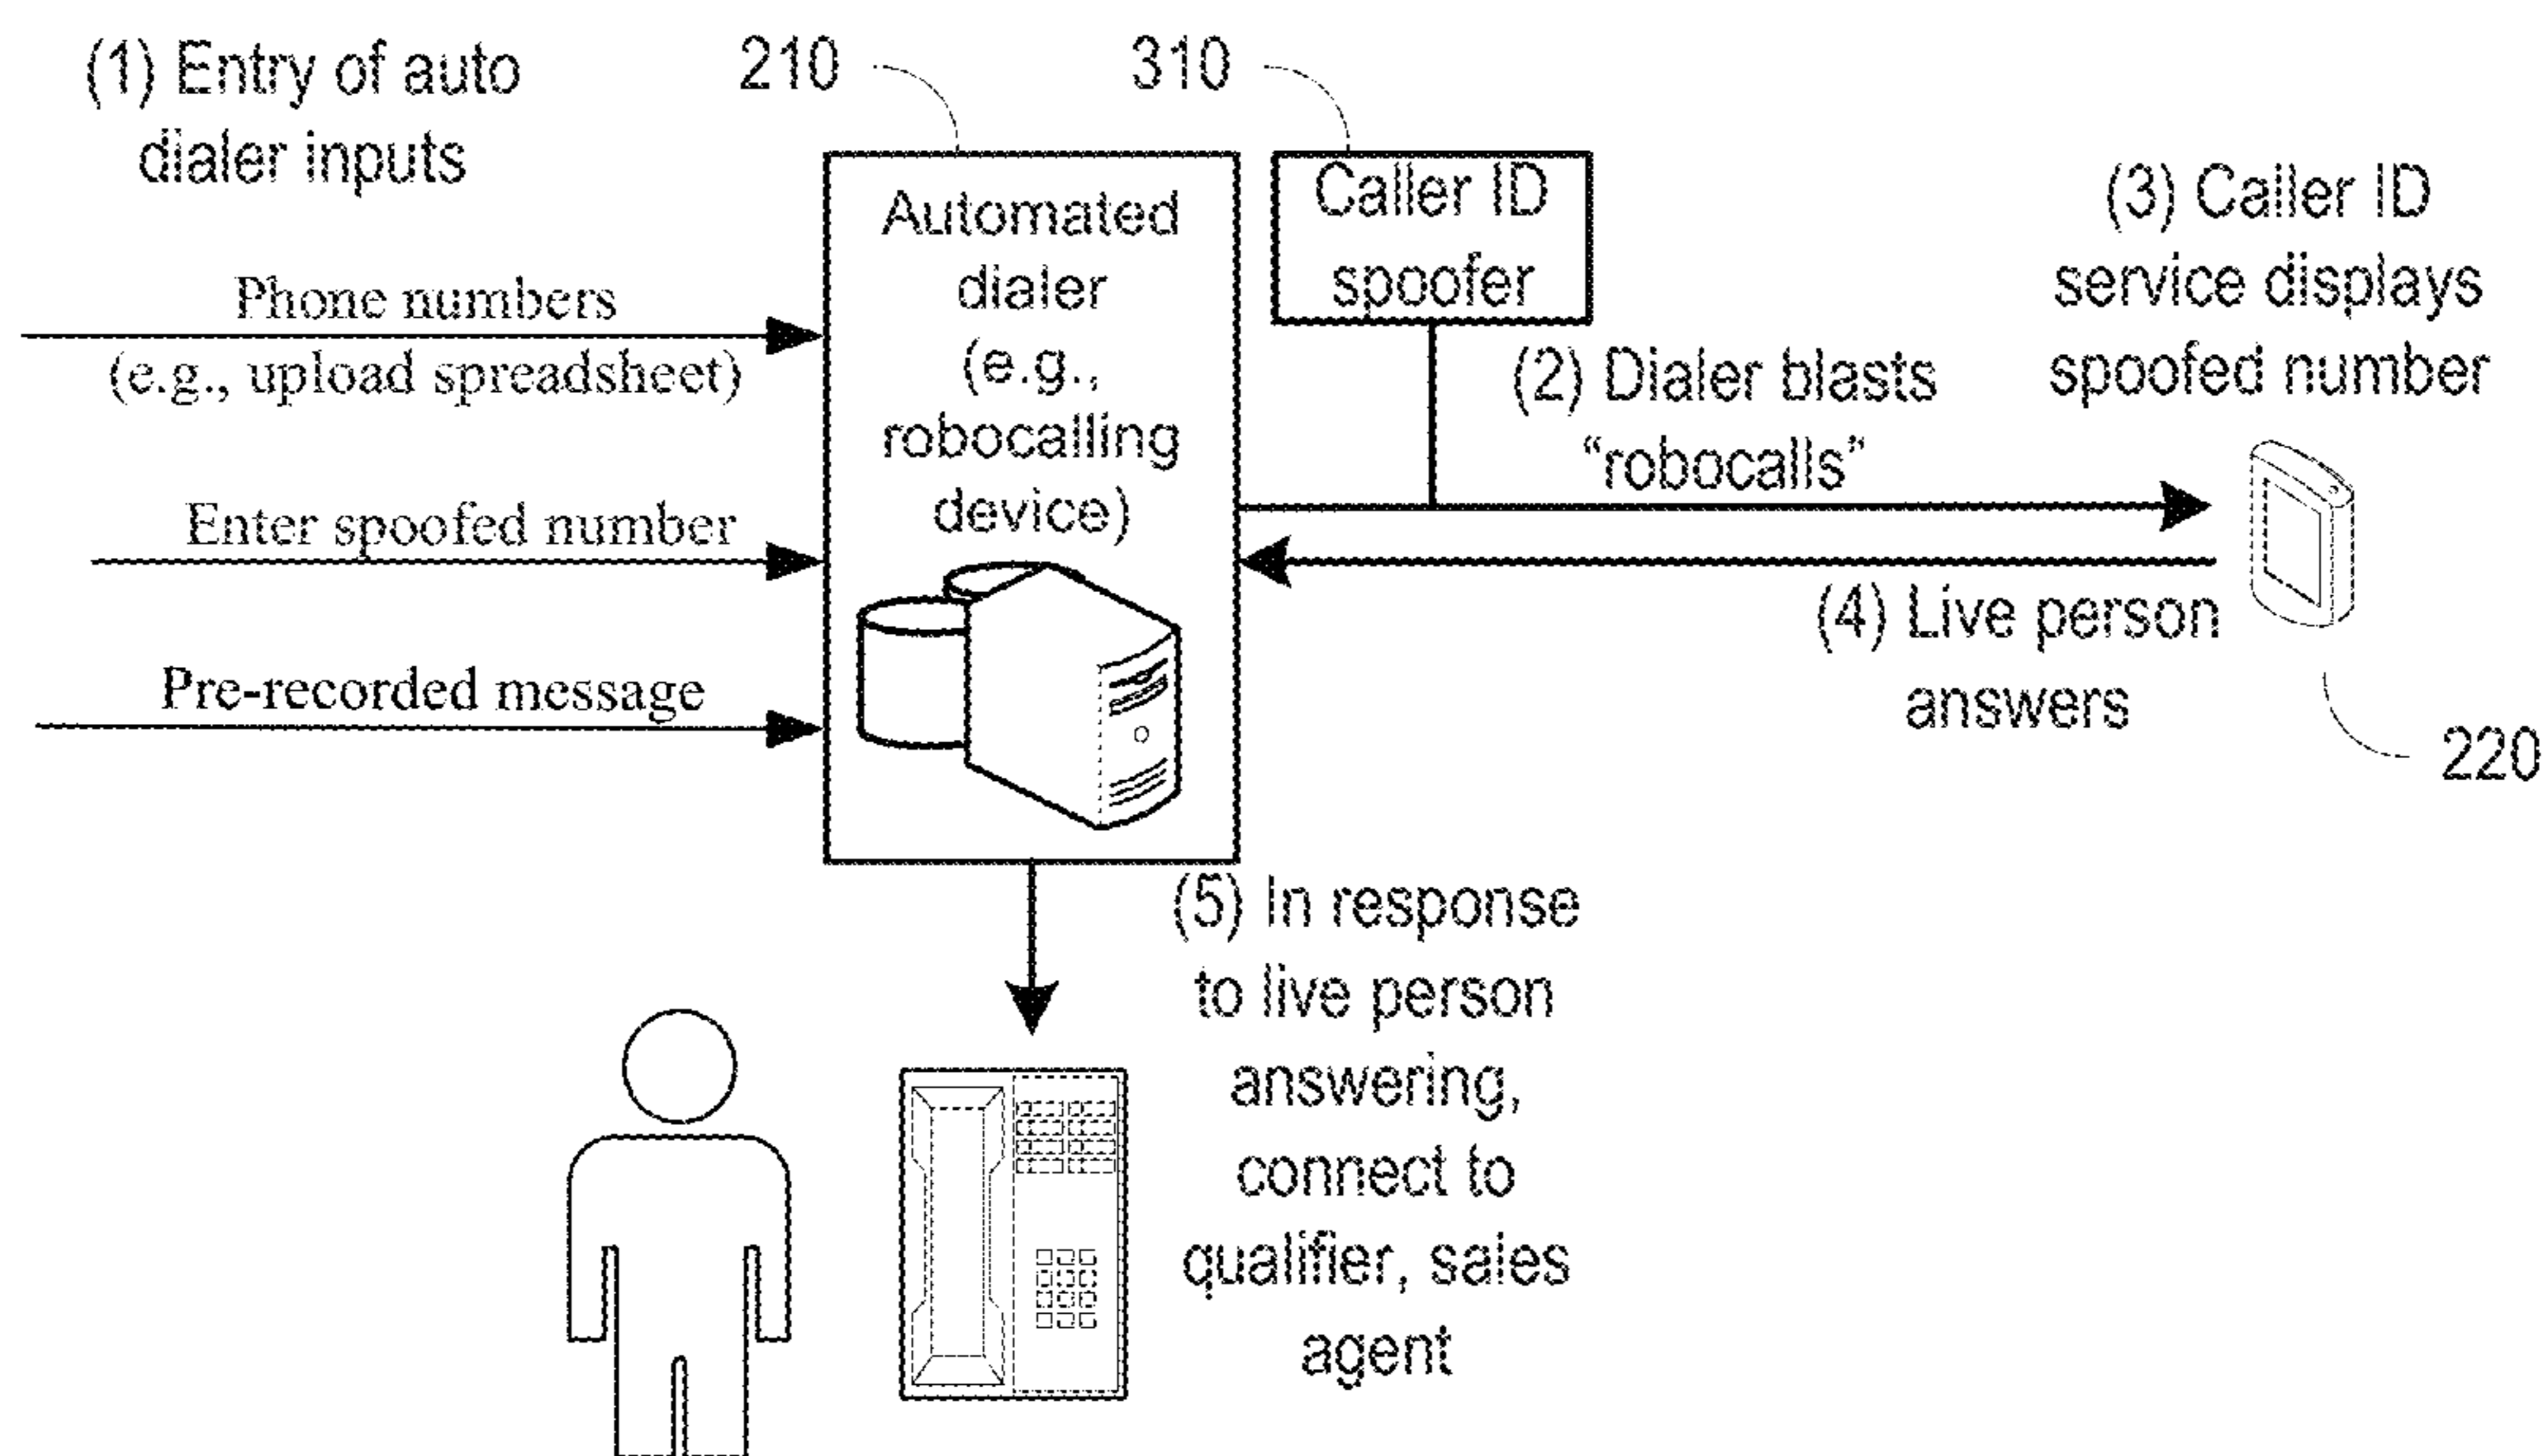 (1) Entry of auto
dialer inputs
210
310
Phone numbers
(e.g., upload spreadsheet)
Enter spoofed number
Pre-recorded message
Automated
dialer
(e.g.,
robocalling
device)
Caller ID
spoofer
(2) Dialer blasts
“robocalls”
(3) Caller ID
service displays
spoofed number
(4) Live person
answers
220
(5) In response
to live person
answering,
connect to
qualifier, sales
agent